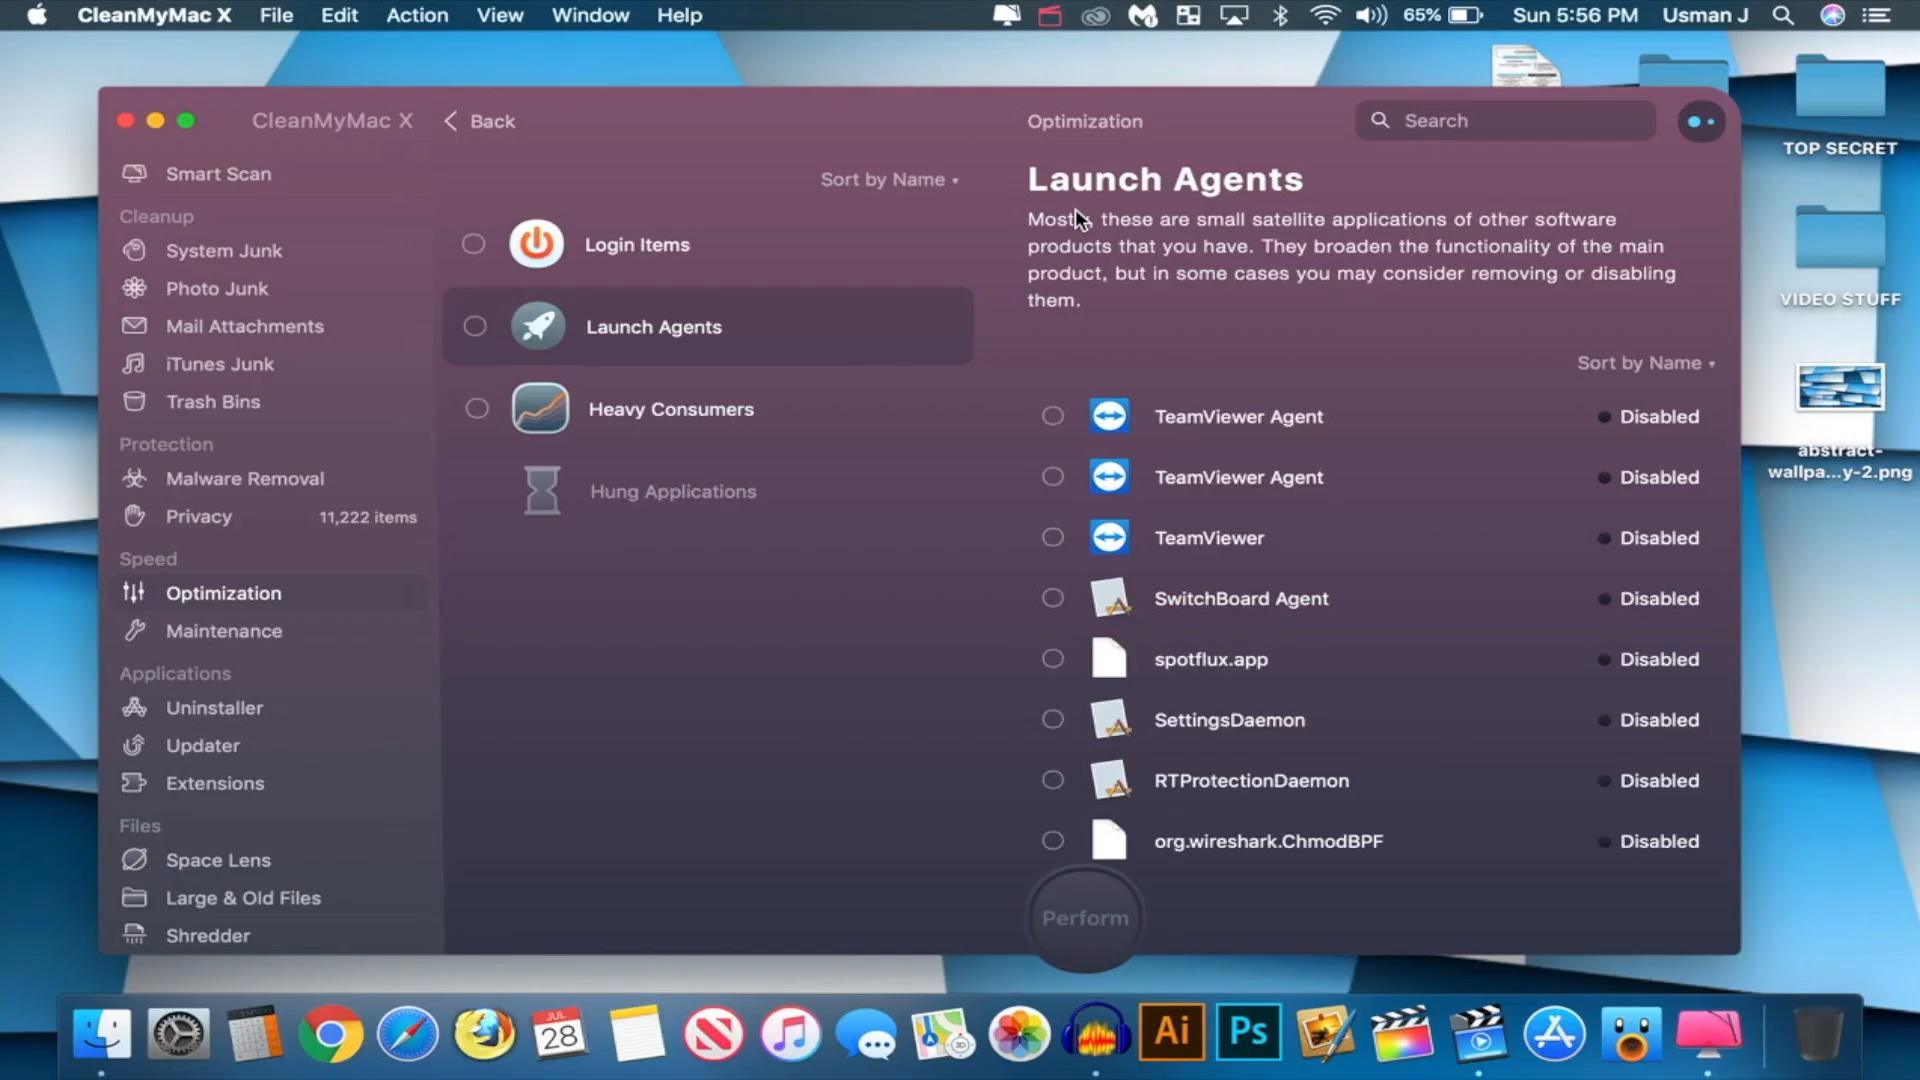 CleanMyMac X File Edit Action View Window Help
65% Sun 5:56 PM Usman J
CleanMyMac X
Back
Optimization
Search
Smart Scan
Cleanup
System Junk
Photo Junk
Mail Attachments
iTunes Junk
Trash Bins
Protection
Malware Removal
Privacy 11,222 items
Speed
Optimization
Maintenance
Applications
Uninstaller
Updater
Extensions
Files
Space Lens
Large & Old Files
Shredder
Sort by Name
Login Items
Launch Agents
Heavy Consumers
Hung Applications
Launch Agents
these are small satellite applications of other software
products that you have. They broaden the functionality of the main
product, but in some cases you may consider removing or disabling
them.
Sort by Name
TeamViewer Agent Disabled
TeamViewer Agent Disabled
TeamViewer Disabled
SwitchBoard Agent Disabled
spotflux.app Disabled
SettingsDaemon Disabled
RTProtectionDaemon Disabled
org.wireshark.ChmodBPF Disabled
Perform
TOP SECRET
VIDEO STUFF
abstract-
wallpa...y-2.png
JUL
28
3D
Ai
Ps